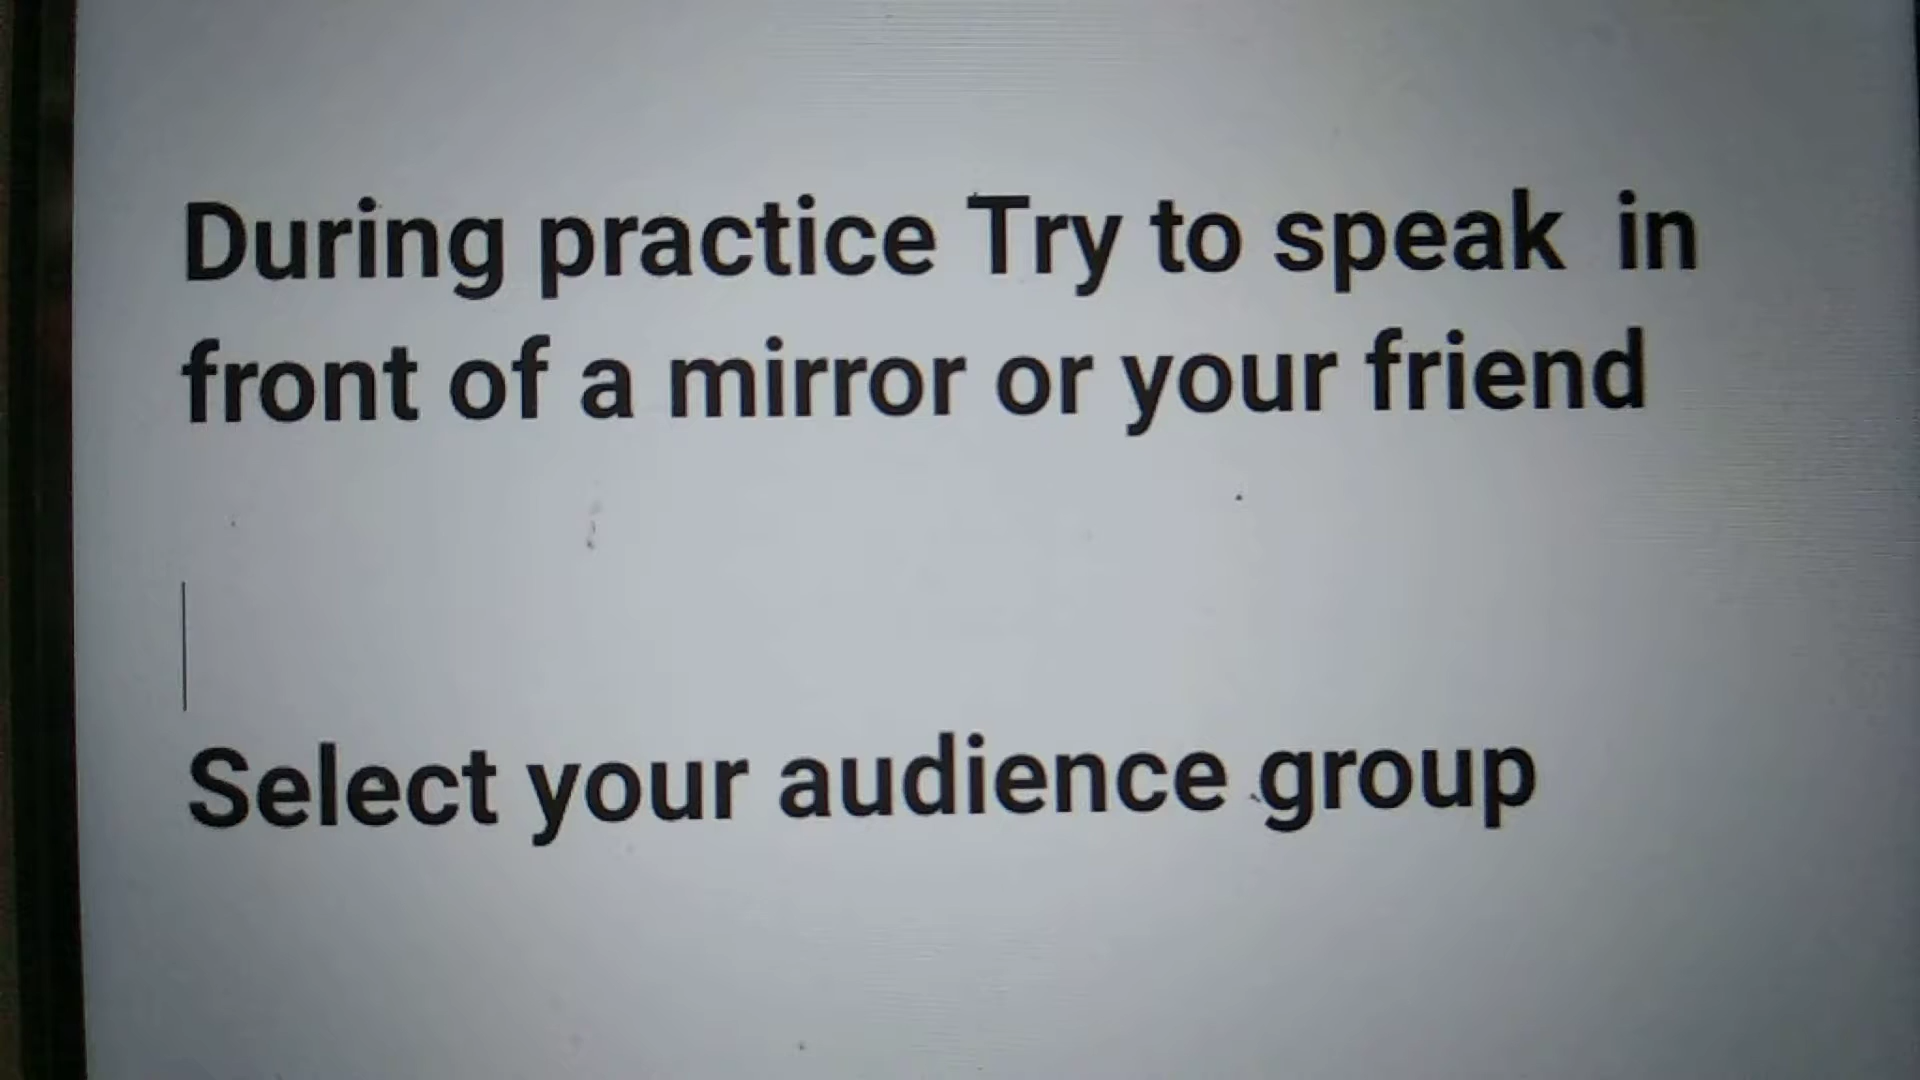 During practice Try to speak  in
front of a mirror or your friend
Select your audience group